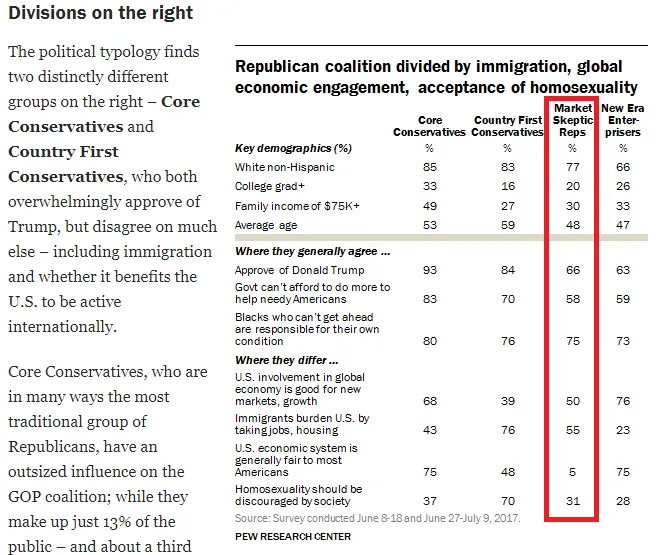 Divisions on the right
The political typology finds
two distinctly different
groups on the right – Core
Conservatives and
Country First
Conservatives, who both
overwhelmingly approve of
Trump, but disagree on much
else – including immigration
and whether it benefits the
U.S. to be active
internationally.
Core Conservatives, who are
in many ways the most
traditional group of
Republicans, have an
outsized influence on the
GOP coalition; while they
make up just 13% of the
public – and about a third
Republican coalition divided by immigration, global
economic engagement, acceptance of homosexuality
Core Conservatives
Country First Conservatives
Market Skeptic Reps
New Era Enter-prisers
Key demographics (%) % % % %
White non-Hispanic 85 83 77 66
College grad+ 33 16 20 26
Family income of $75K+ 49 27 30 33
Average age 53 59 48 47
Where they generally agree ...
Approve of Donald Trump 93 84 66 63
Govt can't afford to do more to
help needy Americans 83 70 58 59
Blacks who can't get ahead
are responsible for their own
condition 80 76 75 73
Where they differ ...
U.S. involvement in global
economy is good for new
markets, growth 68 39 50 76
Immigrants burden U.S. by
taking jobs, housing 43 76 55 23
U.S. economic system is
generally fair to most
Americans 75 48 5 75
Homosexuality should be
discouraged by society 37 70 31 28
Source: Survey conducted June 8-18 and June 27-July 9, 2017.
PEW RESEARCH CENTER